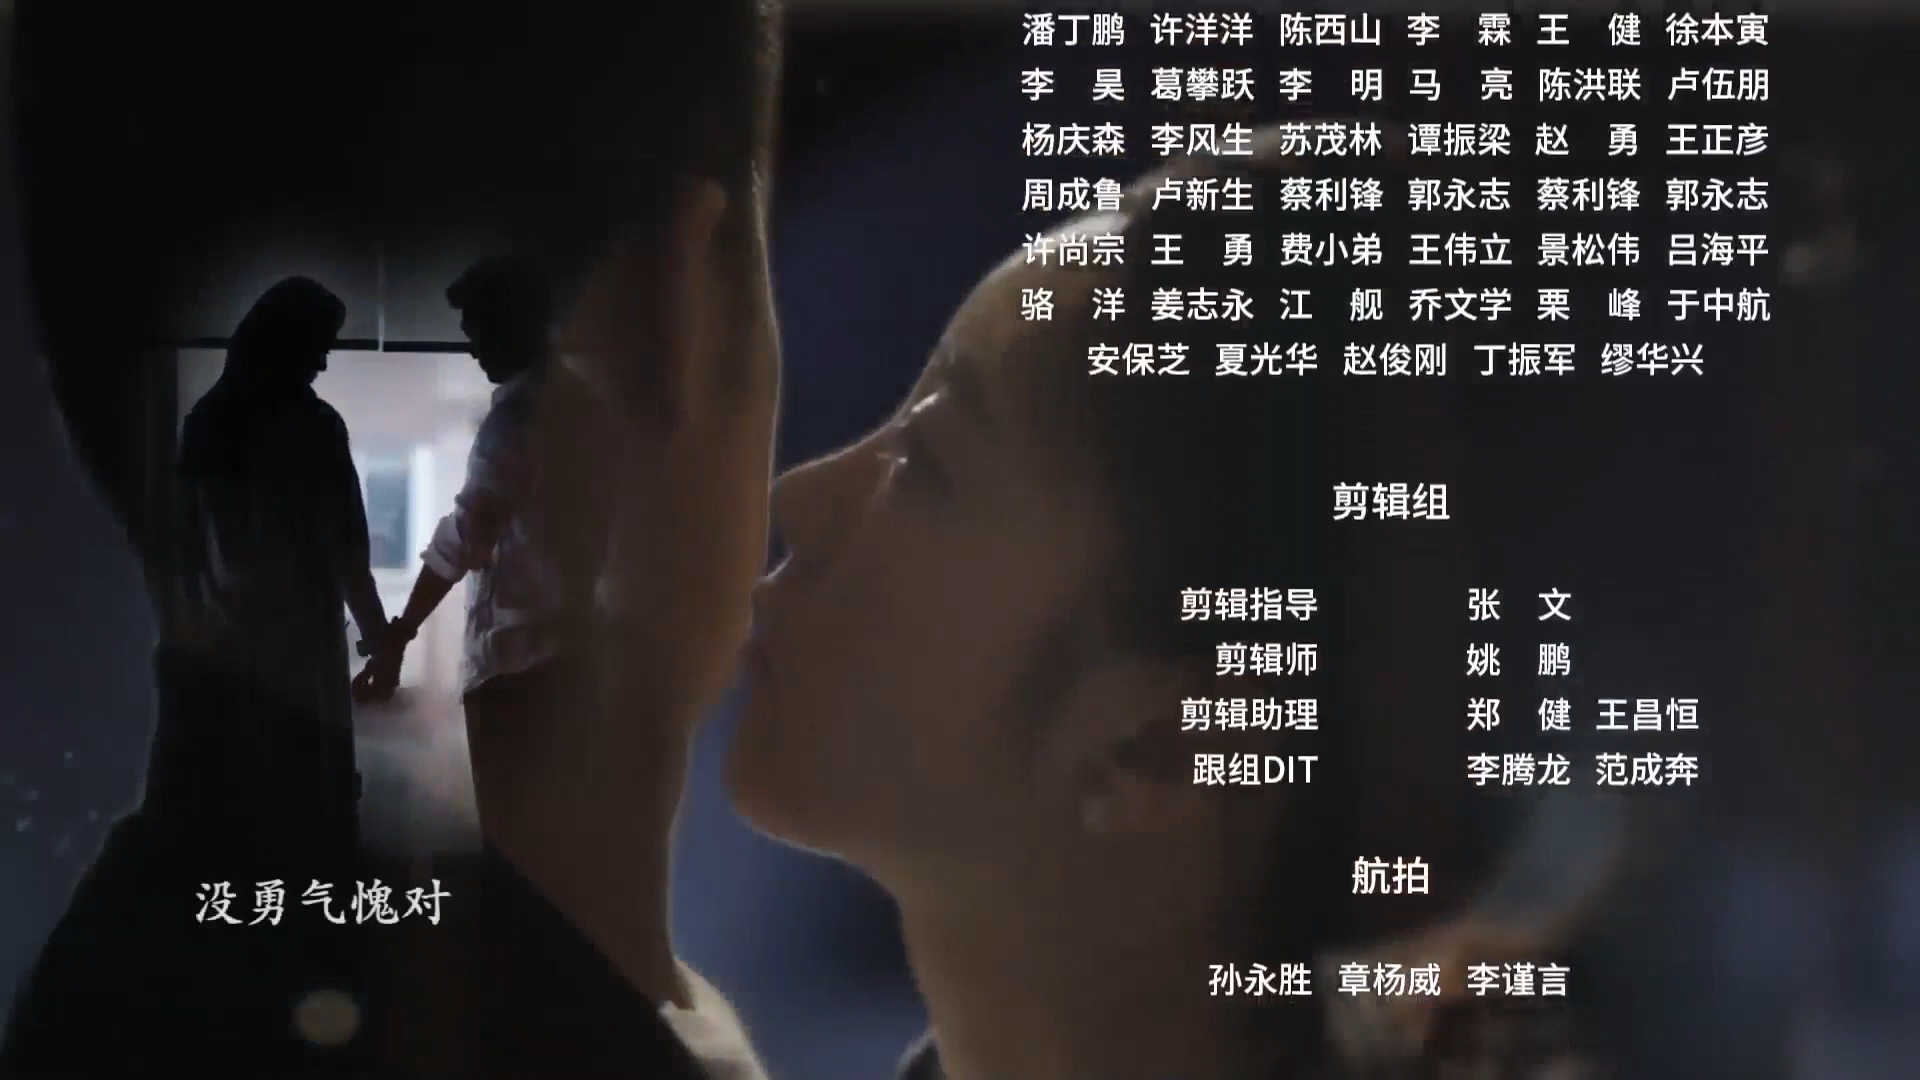 潘丁鹏 许洋洋 陈西山 李 霖 王 健 徐本寅
李 昊 葛攀跃 李 明 马 亮 陈洪联 卢伍朋
杨庆森 李风生 苏茂林 谭振梁 赵 勇 王正彦
周成鲁 卢新生 蔡利锋 郭永志 蔡利锋 郭永志
许尚宗 王 勇 费小弟 王伟立 景松伟 吕海平
骆 洋 姜志永 江 舰 乔文学 栗 峰 于中航
安保芝 夏光华 赵俊刚 丁振军 缪华兴
剪辑组
剪辑指导 张 文
剪辑师 姚 鹏
剪辑助理 郑 健 王昌恒
跟组DIT 李腾龙 范成奔
航拍
孙永胜 章杨威 李谨言
没勇气愧对